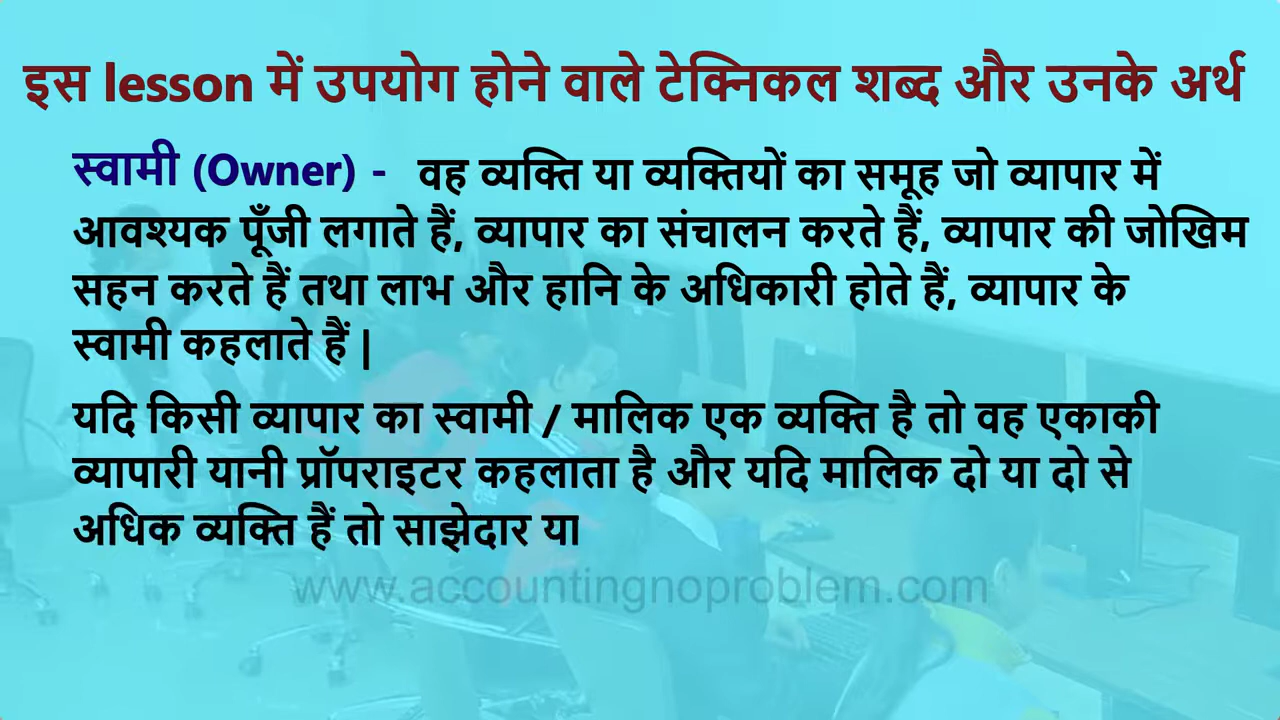 इस lesson में उपयोग होने वाले टेक्निकल शब्द और उनके अर्थ
स्वामी (Owner) - वह व्यक्ति या व्यक्तियों का समूह जो व्यापार में
आवश्यक पूँजी लगाते हैं, व्यापार का संचालन करते हैं, व्यापार की जोखिम
सहन करते हैं तथा लाभ और हानि के अधिकारी होते हैं, व्यापार के
स्वामी कहलाते हैं |
यदि किसी व्यापार का स्वामी / मालिक एक व्यक्ति है तो वह एकाकी
व्यापारी यानी प्रॉपराइटर कहलाता है और यदि मालिक दो या दो से
अधिक व्यक्ति हैं तो साझेदार या
www.accountingnoproblem.com